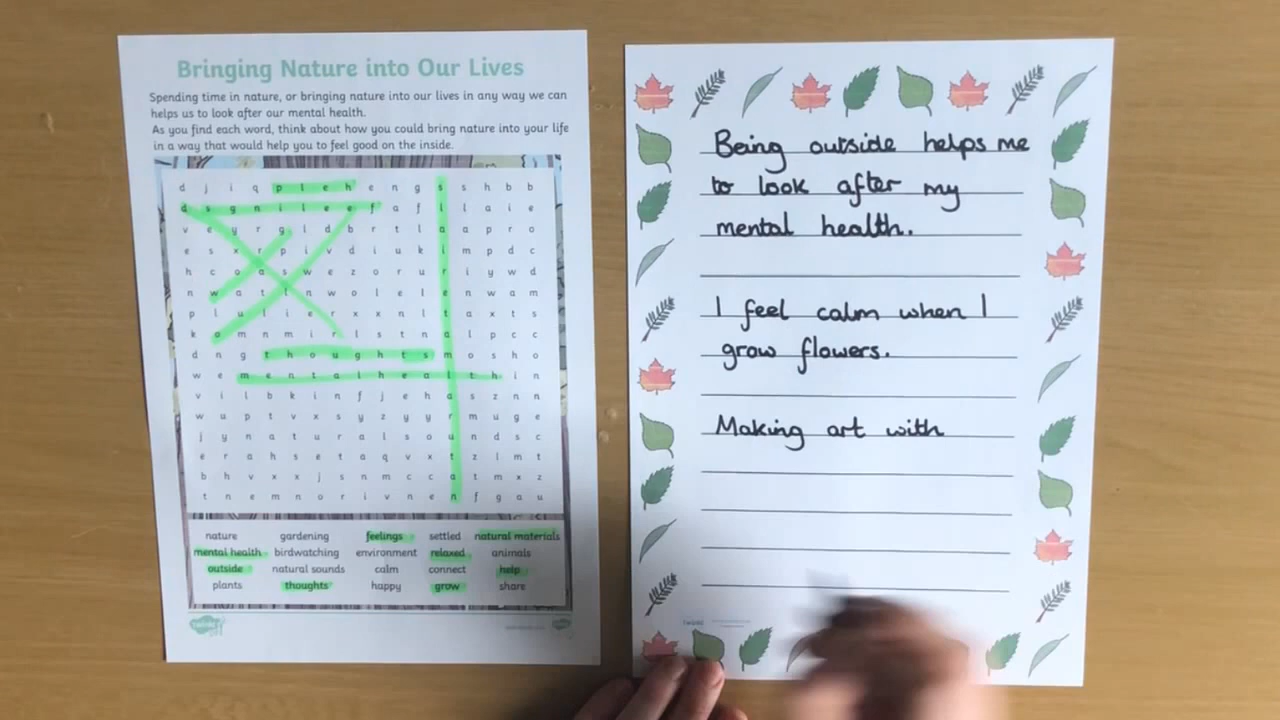 Bringing Nature into Our Lives
Spending time in nature, or bringing nature into our lives in any way we can
helps us to look after our mental health.
As you find each word, think about how you could bring nature into your life
in a way that would help you to feel good on the inside.
d j i q p l e h e n g s s h b b
d s g n i l e e f a f l l a i e
v e y r g l d b r t l a a p r o
e s x r p i v d i u k i m p d c
h c o a s w e z o r u r i y w d
n w a t t n w o l e l e n w a m
p l u l i e r x x n l t a x t s
k o m n m i r l s t n a l p c c
d n g t h o u g h t s m o s h o
w e m e n t a l h e a l t h i n
v i l b k i n f j e h a s z n n
w u p t v x s y z y y r m u g e
j y n a t u r a l s o u n d s c
e r a h s e t a q v x t z l m t
b h v x x j s n m c c a t m x z
t n e m n o r i v n e n f g a u
nature gardening feelings settled natural materials
mental health birdwatching environment relaxed animals
outside natural sounds calm connect help
plants thoughts happy grow share
twinkl
Being outside helps me
to look after my
mental health.
I feel calm when I
grow flowers.
Making art with